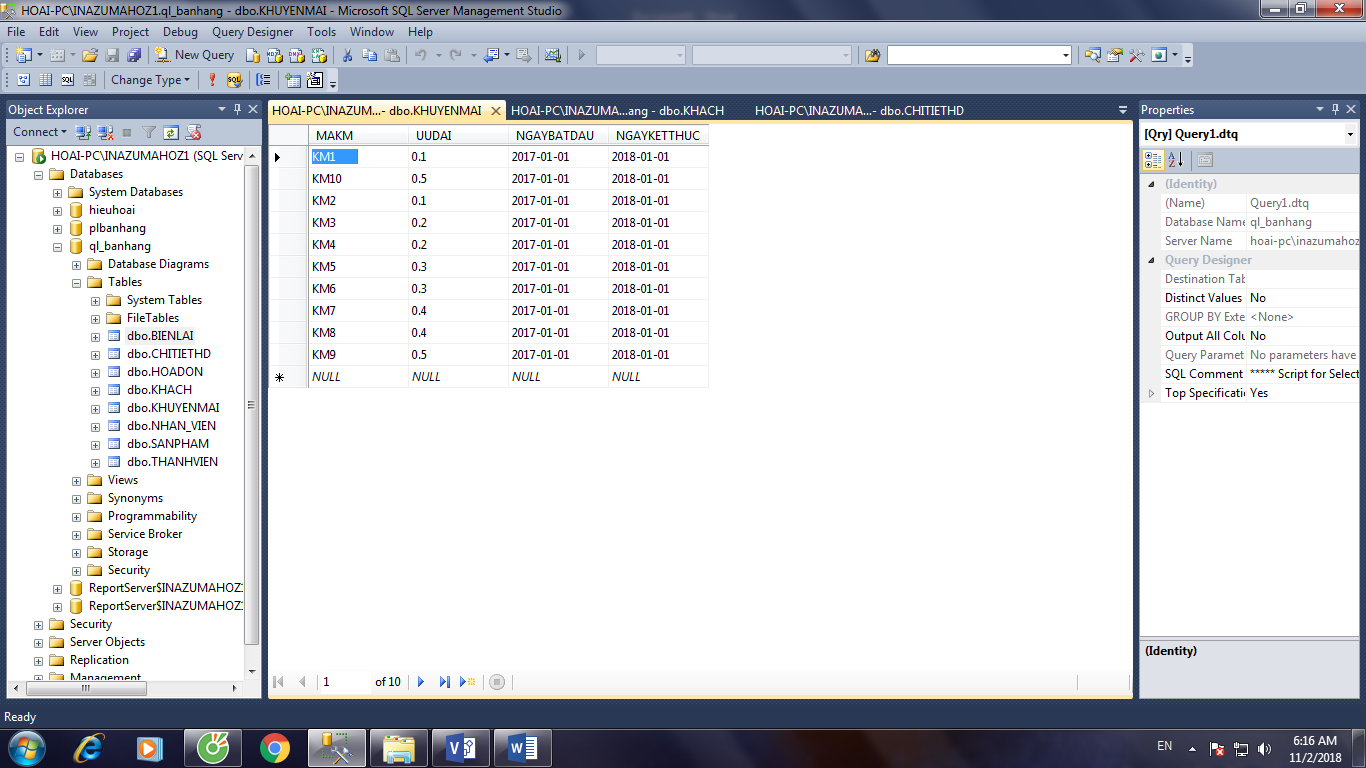 HOAI-PC\INAZUMAHOZ1.ql_banhang - dbo.KHUYENMAI - Microsoft SQL Server Management Studio
File Edit View Project Debug Query Designer Tools Window Help
New Query
Change Type
Object Explorer
Connect
HOAI-PC\INAZUMAHOZ1 (SQL Serv
Databases
System Databases
hieuhoai
plbanhang
ql_banhang
Database Diagrams
Tables
System Tables
FileTables
dbo.BIENLAI
dbo.CHITIETHD
dbo.HOADON
dbo.KHACH
dbo.KHUYENMAI
dbo.NHAN_VIEN
dbo.SANPHAM
dbo.THANHVIEN
Views
Synonyms
Programmability
Service Broker
Storage
Security
ReportServer$INAZUMAHOZ1
ReportServer$INAZUMAHOZ1
Security
Server Objects
Replication
Management
HOAI-PC\INAZUM...- dbo.KHUYENMAI HOAI-PC\INAZUMA...ang - dbo.KHACH HOAI-PC\INAZUMA...- dbo.CHITIETHD
MAKM UUDAI NGAYBATDAU NGAYKETTHUC
KM1 0.1 2017-01-01 2018-01-01
KM10 0.5 2017-01-01 2018-01-01
KM2 0.1 2017-01-01 2018-01-01
KM3 0.2 2017-01-01 2018-01-01
KM4 0.2 2017-01-01 2018-01-01
KM5 0.3 2017-01-01 2018-01-01
KM6 0.3 2017-01-01 2018-01-01
KM7 0.4 2017-01-01 2018-01-01
KM8 0.4 2017-01-01 2018-01-01
KM9 0.5 2017-01-01 2018-01-01
NULL NULL NULL NULL
1 of 10
Properties
[Qry] Query1.dtq
(Identity)
(Name) Query1.dtq
Database Name ql_banhang
Server Name hoai-pc\inazumahoz
Query Designer
Destination Tab
Distinct Values No
GROUP BY Exte <None>
Output All Colu No
Query Paramet No parameters have
SQL Comment ***** Script for Select
Top Specificatio Yes
(Identity)
Ready
EN
6:16 AM
11/2/2018